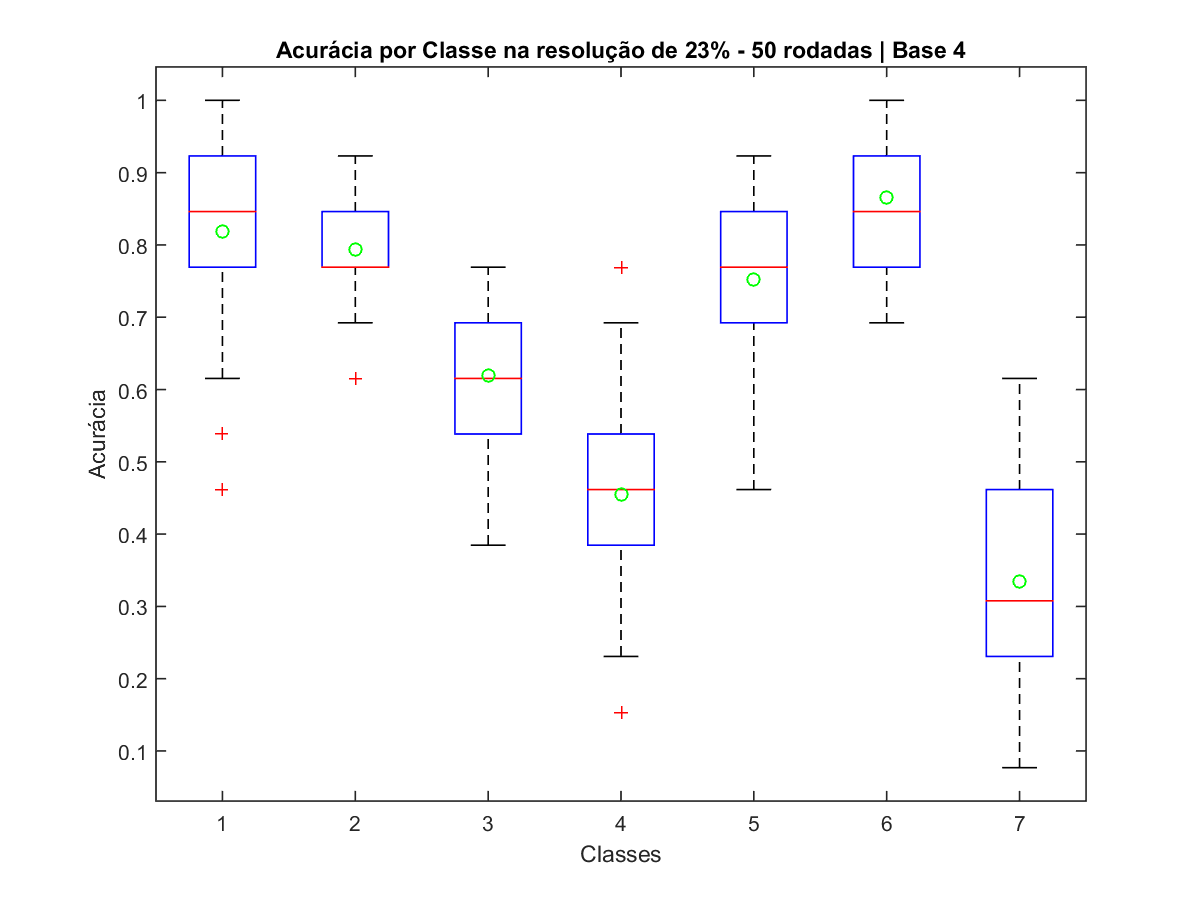 Acurácia por Classe na resolução de 23% - 50 rodadas | Base 4
1
0.9
0.8
0.7
0.6
0.5
0.4
0.3
0.2
0.1
Acurácia
1 2 3 4 5 6 7
Classes